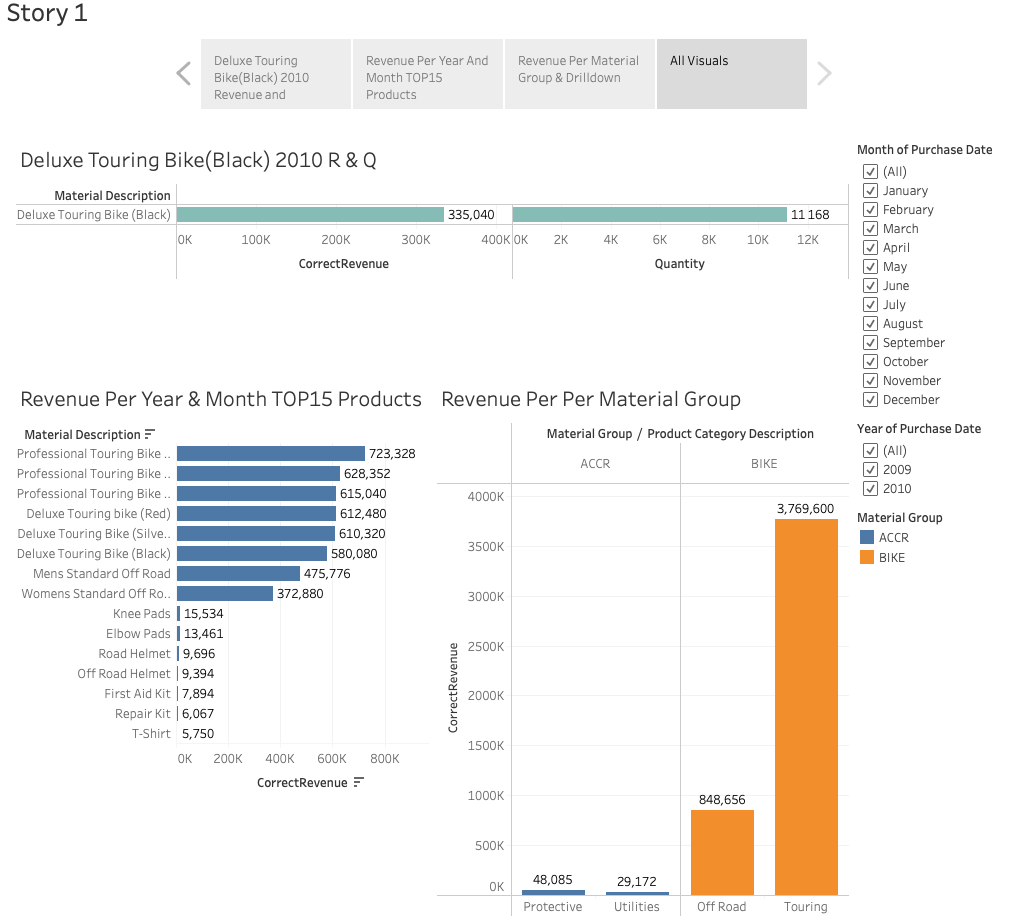 Story 1
Deluxe Touring
Bike(Black) 2010
Revenue and
Revenue Per Year And
Month TOP15
Products
Revenue Per Material
Group & Drilldown
All Visuals
Deluxe Touring Bike(Black) 2010 R & Q
Material Description
Deluxe Touring Bike (Black) 335,040 11 168
0K 100K 200K 300K 400K 0K 2K 4K 6K 8K 10K 12K
CorrectRevenue Quantity
Month of Purchase Date
(All)
January
February
March
April
May
June
July
August
September
October
November
December
Year of Purchase Date
(All)
2009
2010
Material Group
ACCR
BIKE
Revenue Per Year & Month TOP15 Products
Material Description
Professional Touring Bike .. 723,328
Professional Touring Bike .. 628,352
Professional Touring Bike .. 615,040
Deluxe Touring bike (Red) 612,480
Deluxe Touring Bike (Silve.. 610,320
Deluxe Touring Bike (Black) 580,080
Mens Standard Off Road 475,776
Womens Standard Off Ro.. 372,880
Knee Pads 15,534
Elbow Pads 13,461
Road Helmet 9,696
Off Road Helmet 9,394
First Aid Kit 7,894
Repair Kit 6,067
T-Shirt 5,750
0K 200K 400K 600K 800K
CorrectRevenue
Revenue Per Per Material Group
Material Group / Product Category Description
ACCR BIKE
4000K
3500K
3000K
2500K
2000K
1500K
1000K
500K
0K
CorrectRevenue
48,085
29,172
848,656
3,769,600
Protective Utilities Off Road Touring